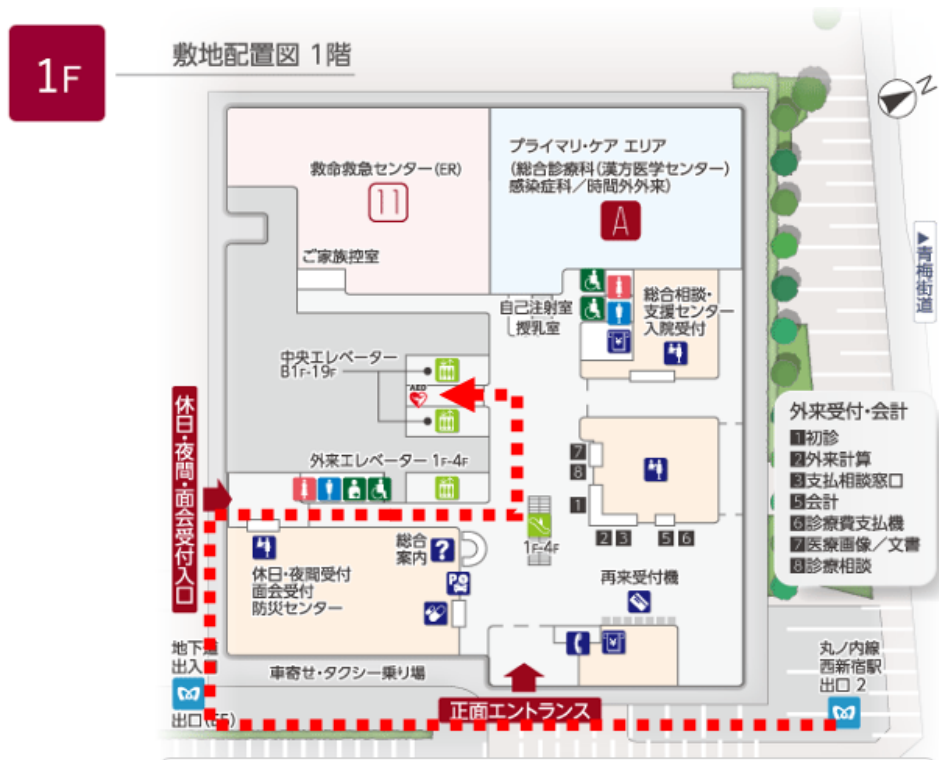 1F
敷地配置図 1階
N
プライマリ・ケア エリア
(総合診療科(漢方医学センター)
感染症科/時間外外来)
A
救命救急センター(ER)
11
ご家族控室
▶青梅街道
自己注射室
授乳室
総合相談・
支援センター
入院受付
中央エレベーター
B1F-19F
AED
休日・夜間・面会受付入口
外来エレベーター 1F-4F
外来受付・会計
1初診
2外来計算
3支払相談窓口
5会計
6診療費支払機
7医療画像/文書
8診療相談
7
8
1
2 3 5 6
1F-4F
総合
案内
?
P
休日・夜間受付
面会受付
防災センター
再来受付機
地下道
出入
出口
車寄せ・タクシー乗り場
正面エントランス
丸ノ内線
西新宿駅
出口 2